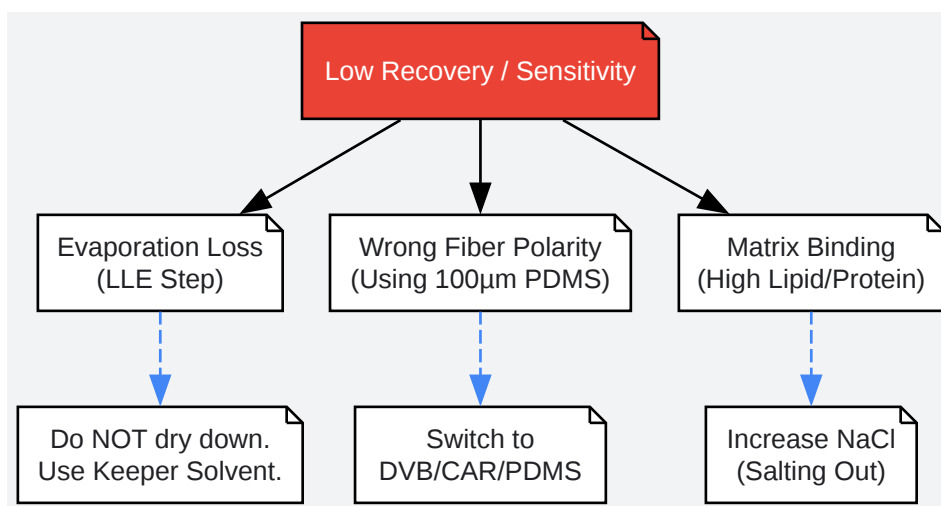 Low Recovery / Sensitivity
Evaporation Loss
(LLE Step)
Wrong Fiber Polarity
(Using 100µm PDMS)
Matrix Binding
(High Lipid/Protein)
Do NOT dry down.
Use Keeper Solvent.
Switch to
DVB/CAR/PDMS
Increase NaCl
(Salting Out)